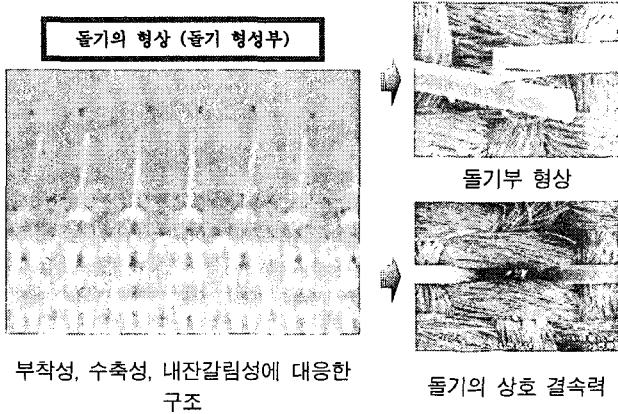 돌기의 형상 (돌기 형성부)
돌기부 형상
부착성, 수축성, 내잔갈림성에 대응한
구조
돌기의 상호 결속력